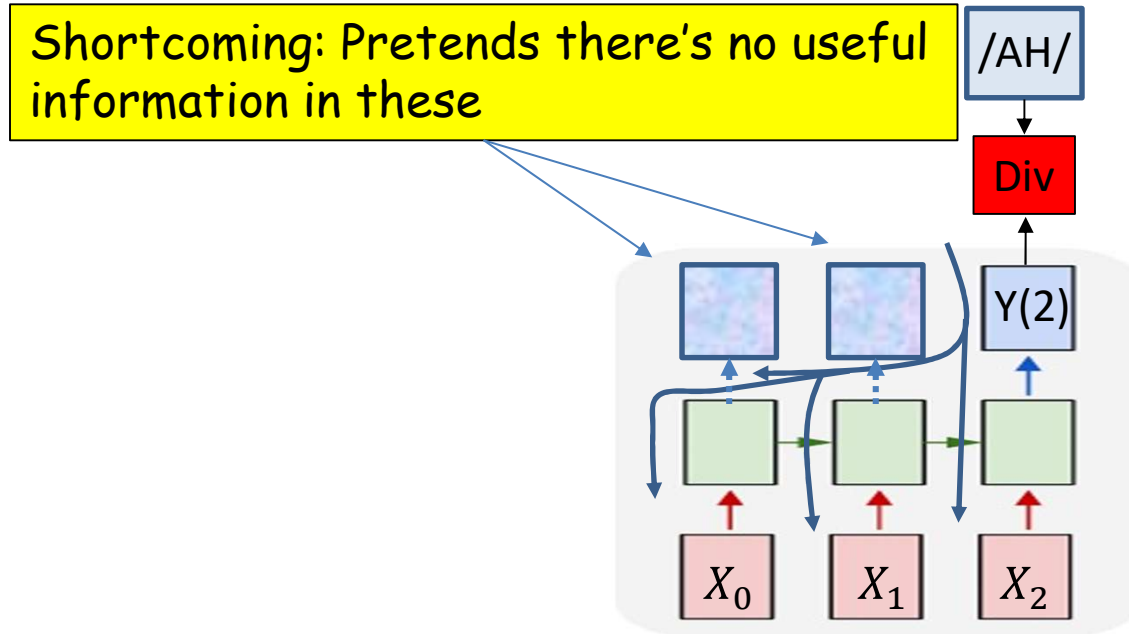 Shortcoming: Pretends there's no useful
information in these
/AH/
Div
Y(2)
X₀ X₁ X₂